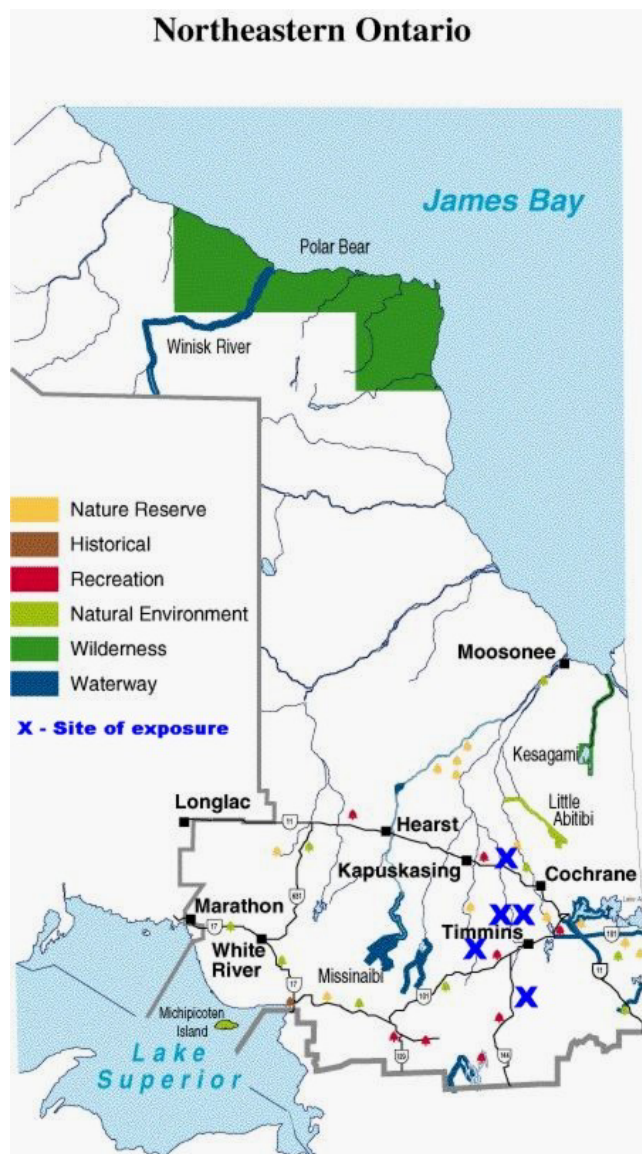 Northeastern Ontario
James Bay
Polar Bear
Winisk River
Nature Reserve
Historical
Recreation
Natural Environment
Wilderness
Waterway
X - Site of exposure
Moosonee
Kesagami
Little
Abitibi
Longlac
11
Hearst
Kapuskasing
Cochrane
X
631
Marathon
17
White
River
X X
Timmins
X
101
11
Missinaibi
17
101
X
Michipicoten
Island
Lake
Superior
129
144